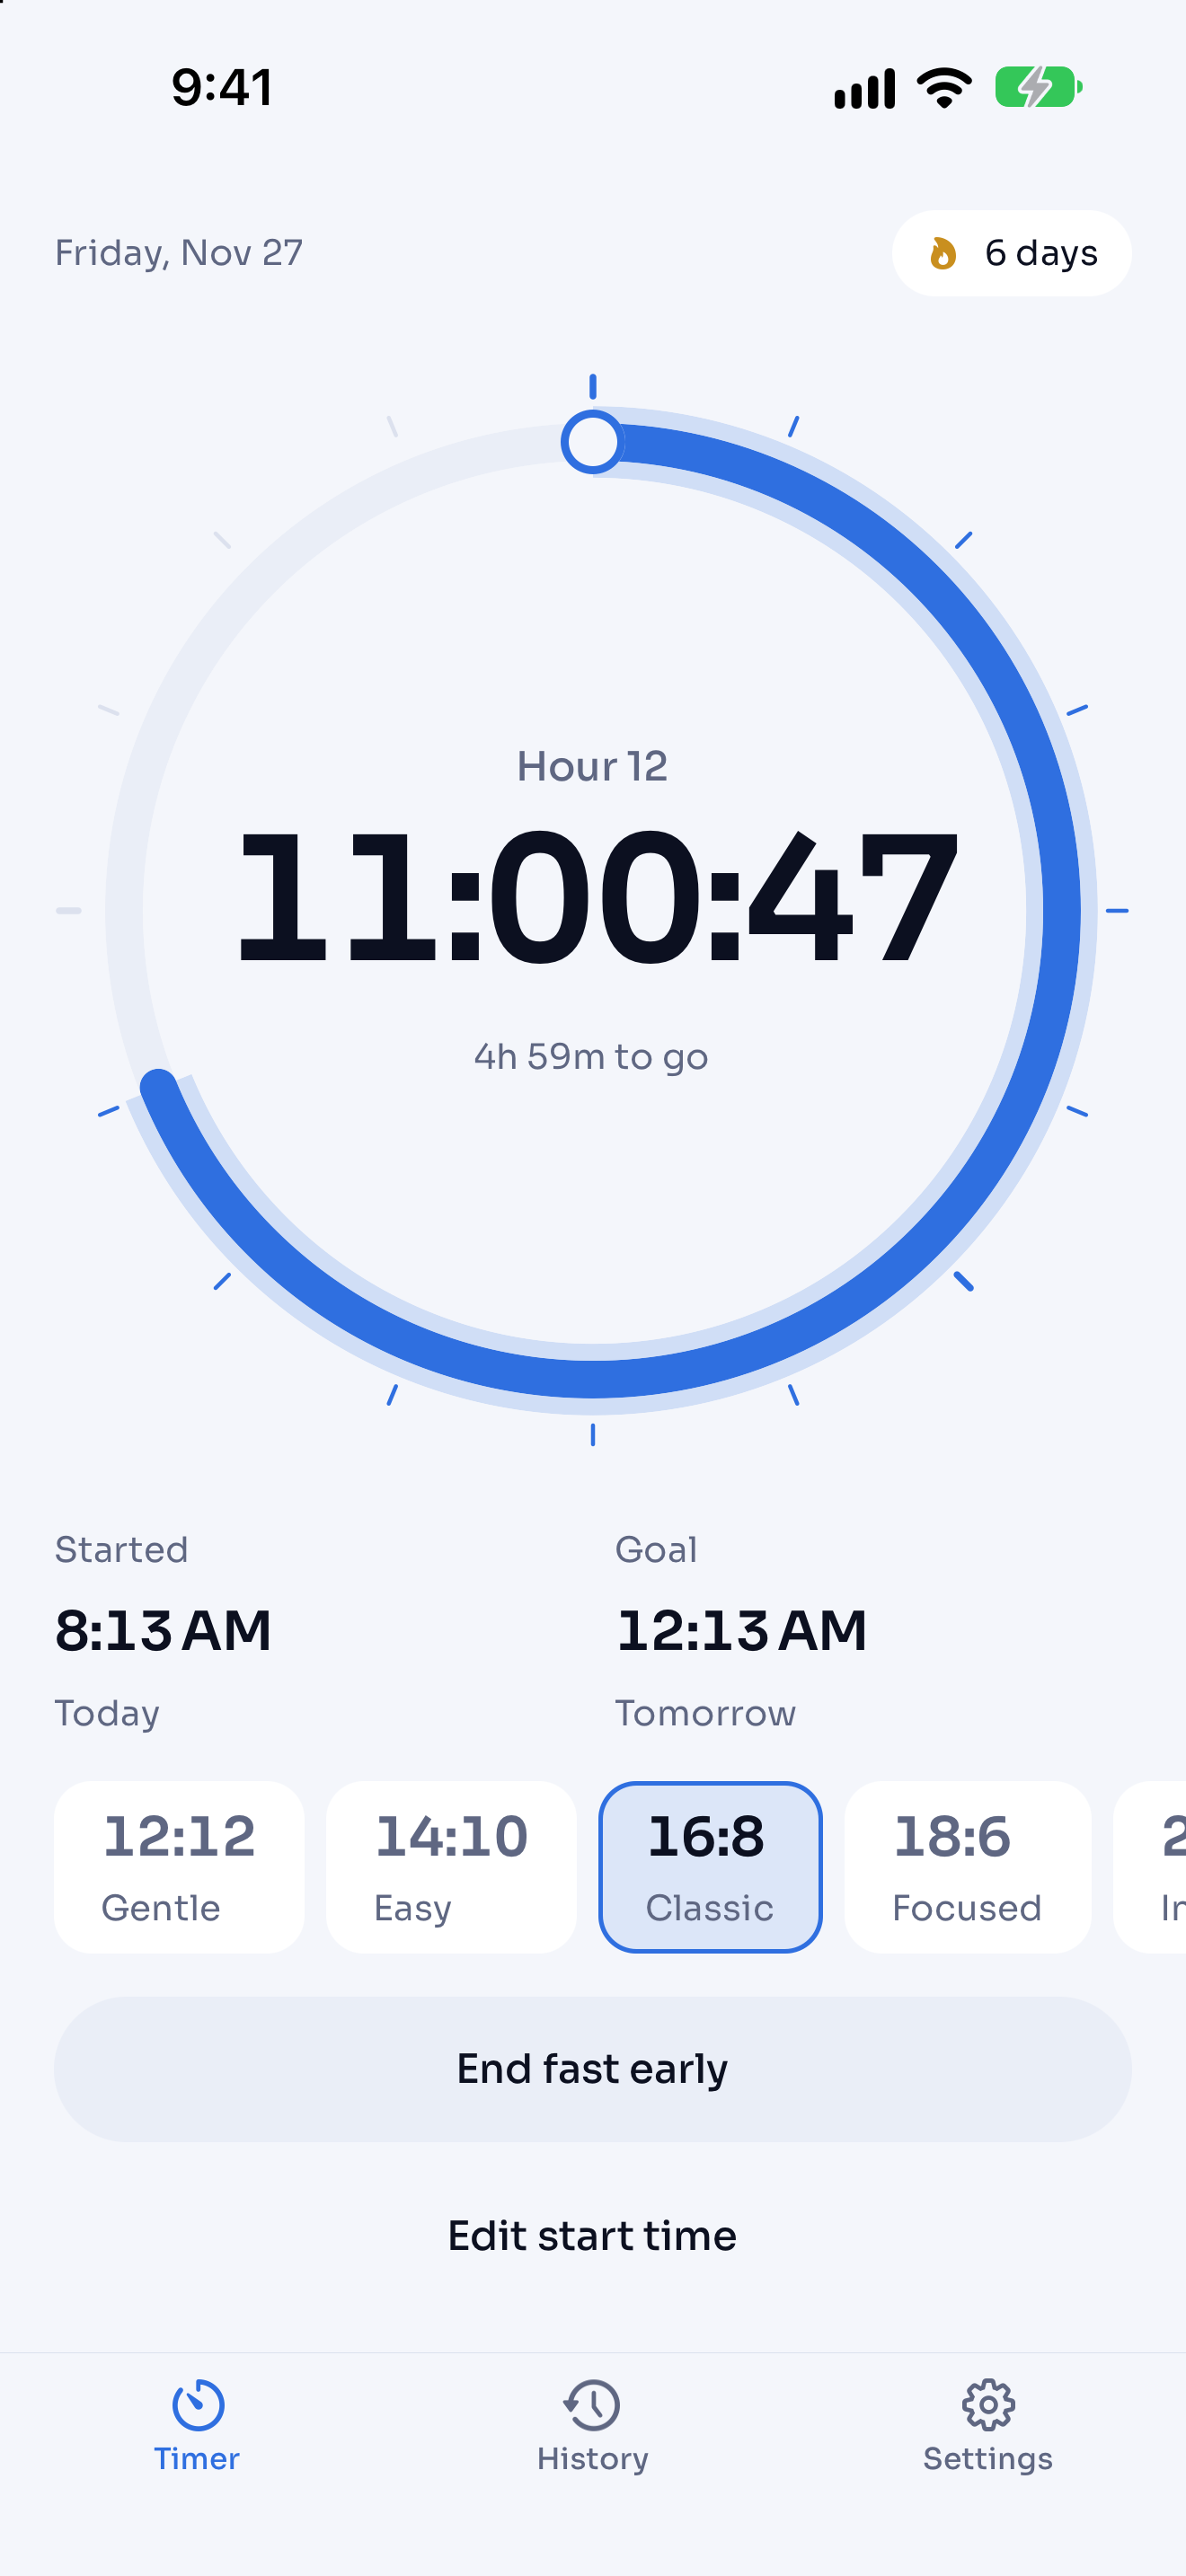 9:41
Friday, Nov 27
6 days
Hour 12
11:00:47
4h 59m to go
Started
Goal
8:13 AM
12:13 AM
Today
Tomorrow
12:12
14:10
16:8
18:6
2
Gentle
Easy
Classic
Focused
In
End fast early
Edit start time
Timer
History
Settings